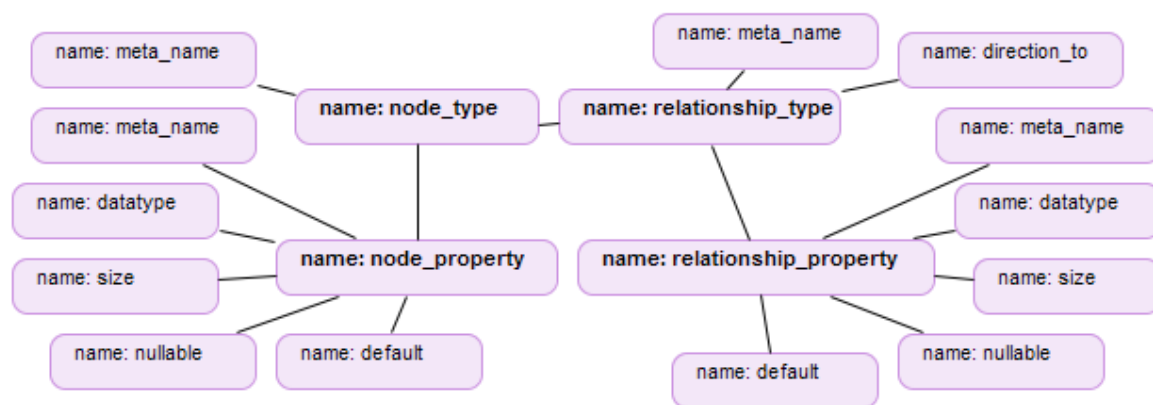 name: meta_name
name: meta_name
name: direction_to
name: node_type
name: relationship_type
name: meta_name
name: meta_name
name: datatype
name: datatype
name: node_property
name: relationship_property
name: size
name: size
name: nullable
name: default
name: default
name: nullable